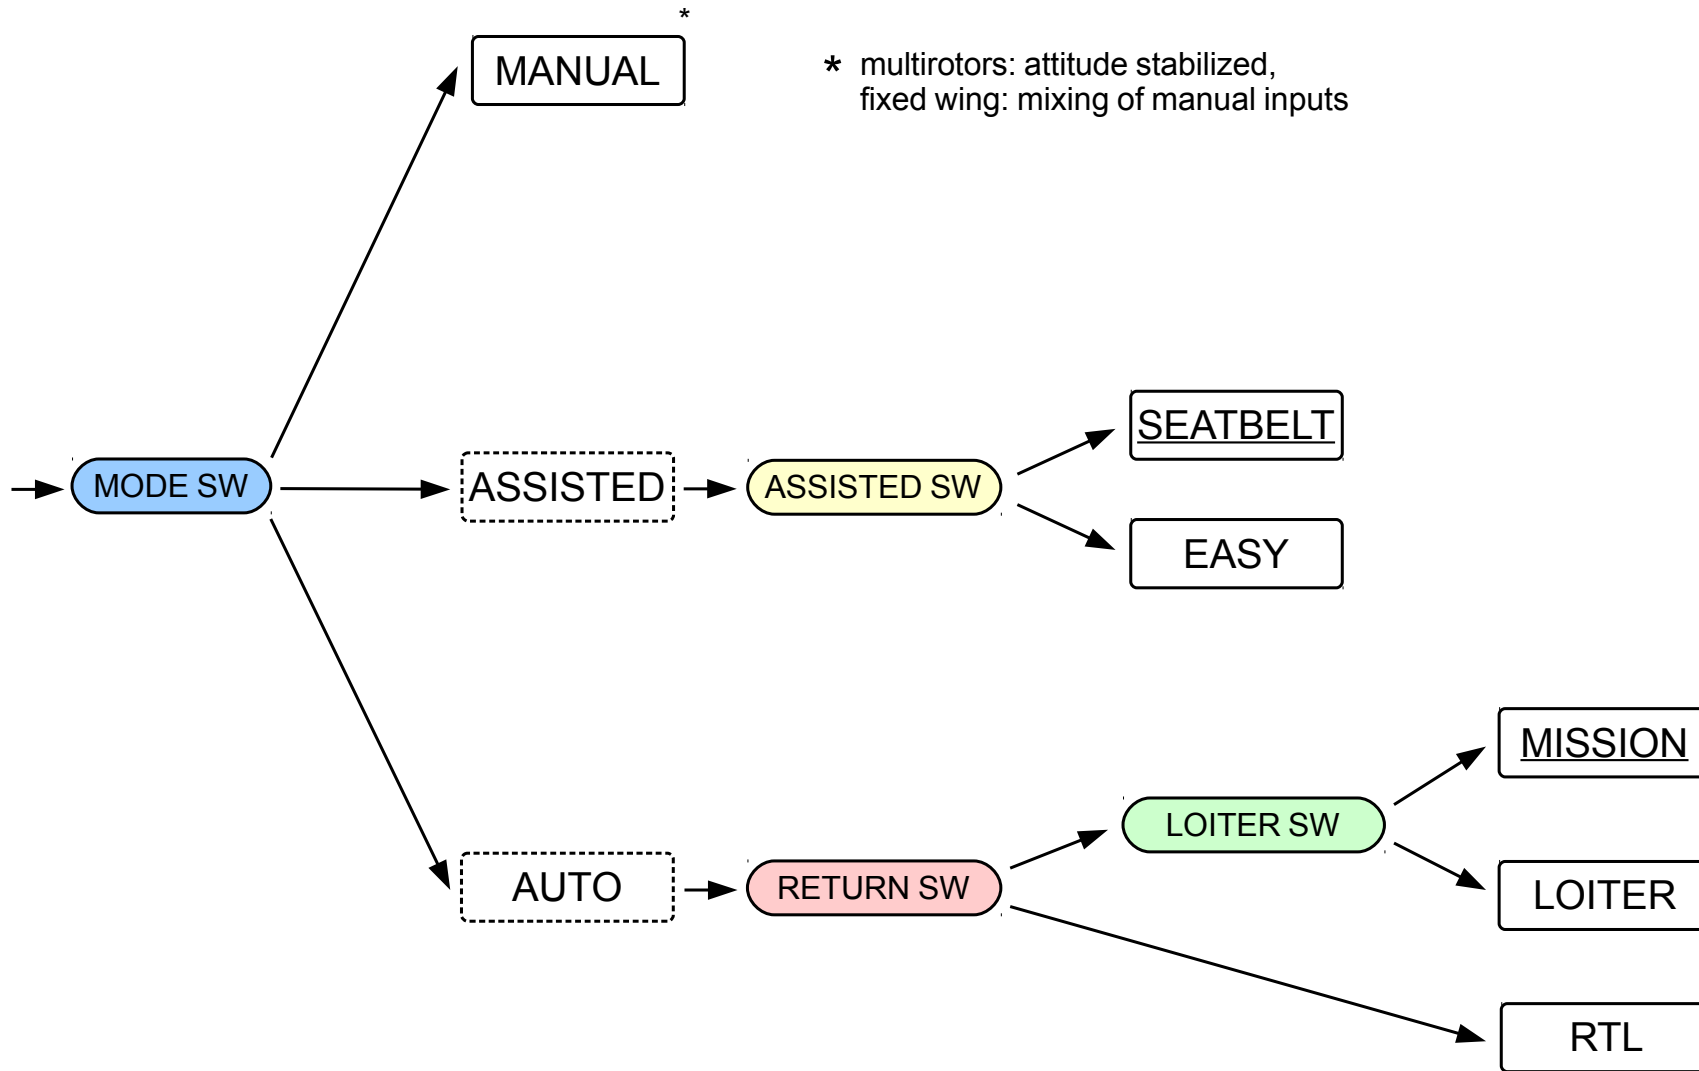 *
MANUAL
* multirotors: attitude stabilized,
fixed wing: mixing of manual inputs
SEATBELT
MODE SW
ASSISTED
ASSISTED SW
EASY
MISSION
LOITER SW
AUTO
RETURN SW
LOITER
RTL